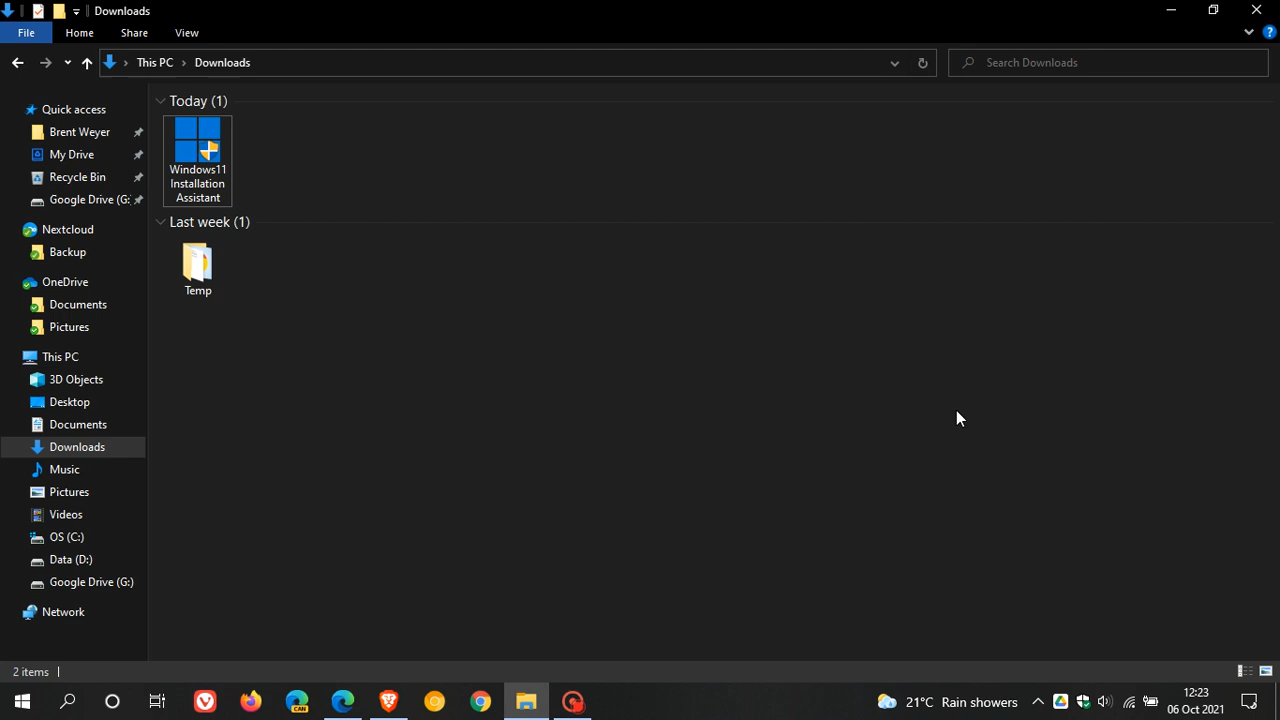 Downloads
File Home Share View
This PC Downloads
Search Downloads
Quick access
Brent Weyer
My Drive
Recycle Bin
Google Drive (G:
Nextcloud
Backup
OneDrive
Documents
Pictures
This PC
3D Objects
Desktop
Documents
Downloads
Music
Pictures
Videos
OS (C:)
Data (D:)
Google Drive (G:)
Network
Today (1)
Windows11
Installation
Assistant
Last week (1)
Temp
2 items
CAN
21°C Rain showers
12:23
06 Oct 2021